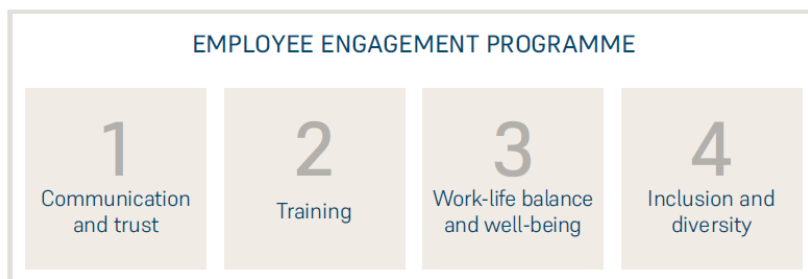 EMPLOYEE ENGAGEMENT PROGRAMME
1
Communication
and trust
2
Training
3
Work-life balance
and well-being
4
Inclusion and
diversity